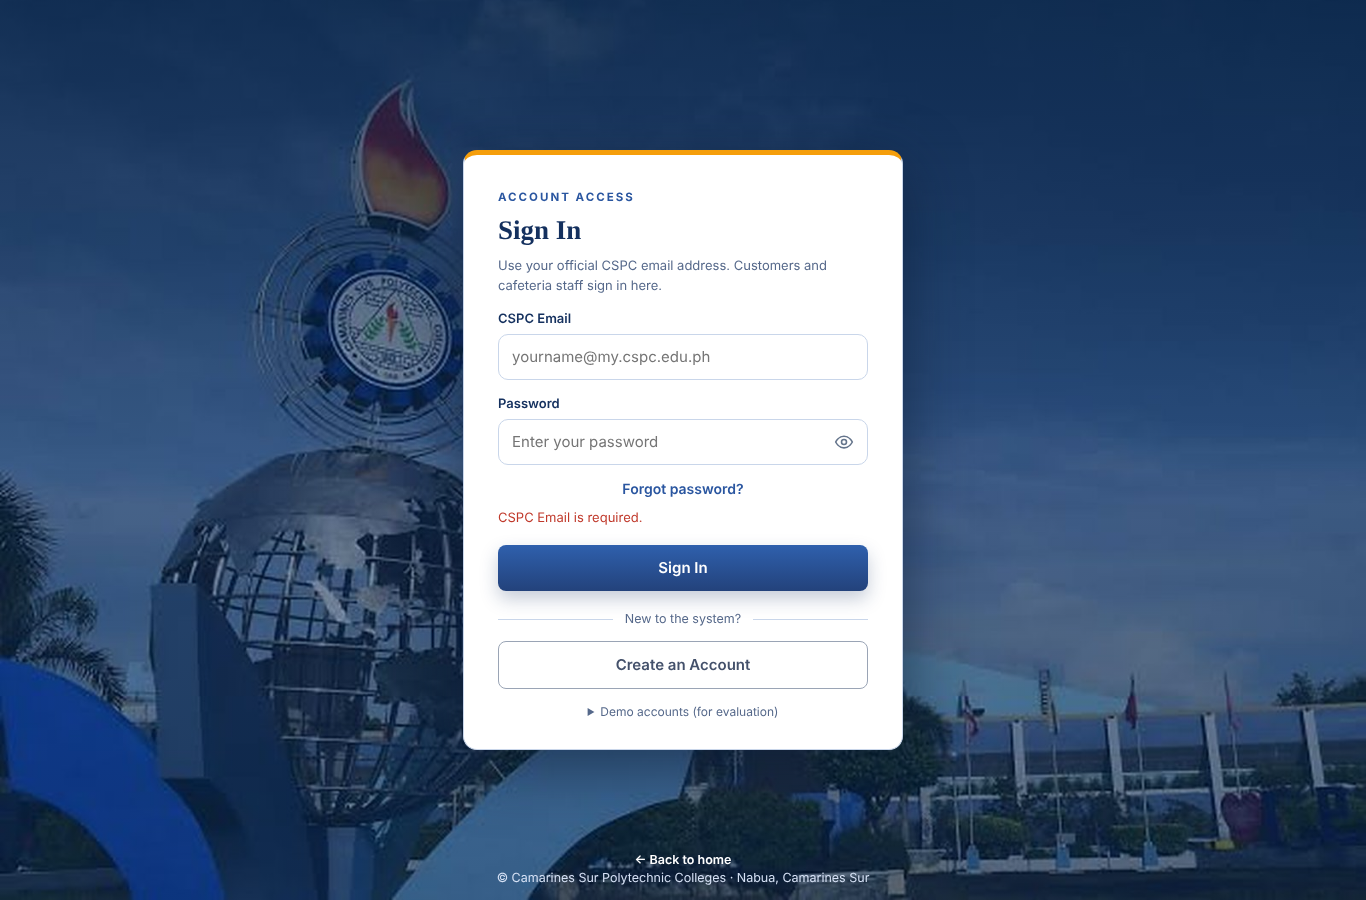 ACCOUNT ACCESS
Sign In
Use your official CSPC email address. Customers and
cafeteria staff sign in here.
CSPC Email
yourname@my.cspc.edu.ph
Password
Enter your password
Forgot password?
CSPC Email is required.
Sign In
New to the system?
Create an Account
▶ Demo accounts (for evaluation)
← Back to home
© Camarines Sur Polytechnic Colleges · Nabua, Camarines Sur
CAMARINES SUR POLYTECHNIC